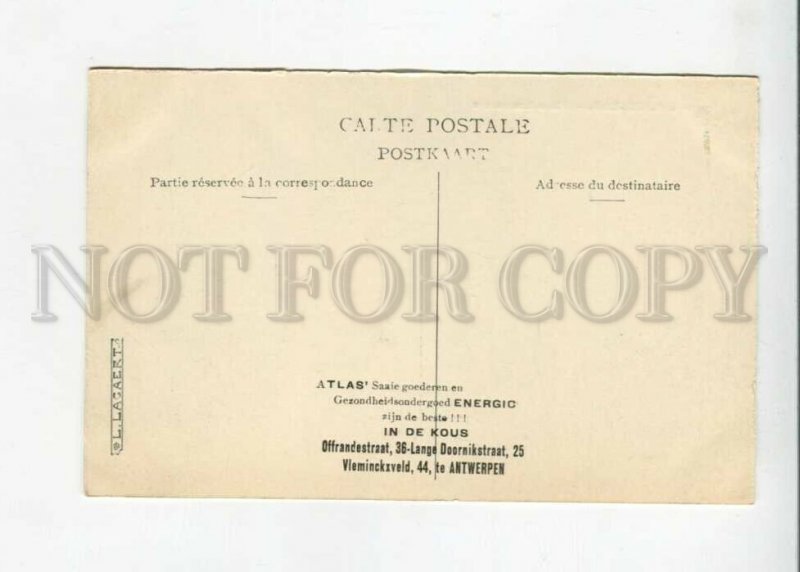 CARTE POSTALE
POSTKAART
Partie réservée à la correspondance
Adresse du destinataire
NOT FOR COPY
L. LAGAERT
ATLAS' Saaie goederen en
Gezondheidsondergoed ENERGIC
zijn de beste !!!
IN DE KOUS
Offrandestraat, 36-Lange Doornikstraat, 25
Vleminckxveld, 44, te ANTWERPEN